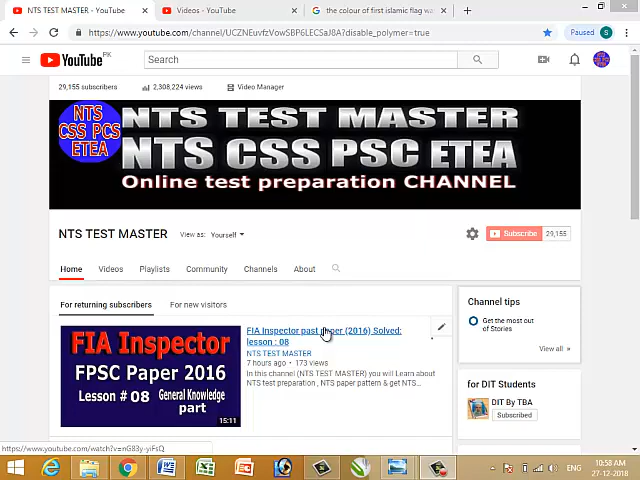 NTS TEST MASTER - YouTube
Videos - YouTube
the colour of first islamic flag wa
https://www.youtube.com/channel/UCZNEuvfzVowSBP6LECSaJ8A?disable_polymer=true
Paused
S
YouTube PK
Search
29,155 subscribers
2,308,224 views
Video Manager
NTS
CSS PCS
ETEA
NTS TEST MASTER
NTS CSS PSC ETEA
Online test preparation CHANNEL
NTS TEST MASTER
View as: Yourself
Subscribe 29,155
Home
Videos
Playlists
Community
Channels
About
For returning subscribers
For new visitors
FIA Inspector
FPSC Paper 2016
Lesson # 08
General Knowledge
part
15:11
FIA Inspector past paper (2016) Solved:
lesson : 08
NTS TEST MASTER
7 hours ago • 173 views
In this channel (NTS TEST MASTER) you will Learn about
NTS test preparation , NTS paper pattern & get NTS...
Channel tips
Get the most out
of Stories
View all »
for DIT Students
DIT By TBA
Subscribed
https://www.youtube.com/watch?v=nG83y-yiFsQ
ENG
10:58 AM
27-12-2018